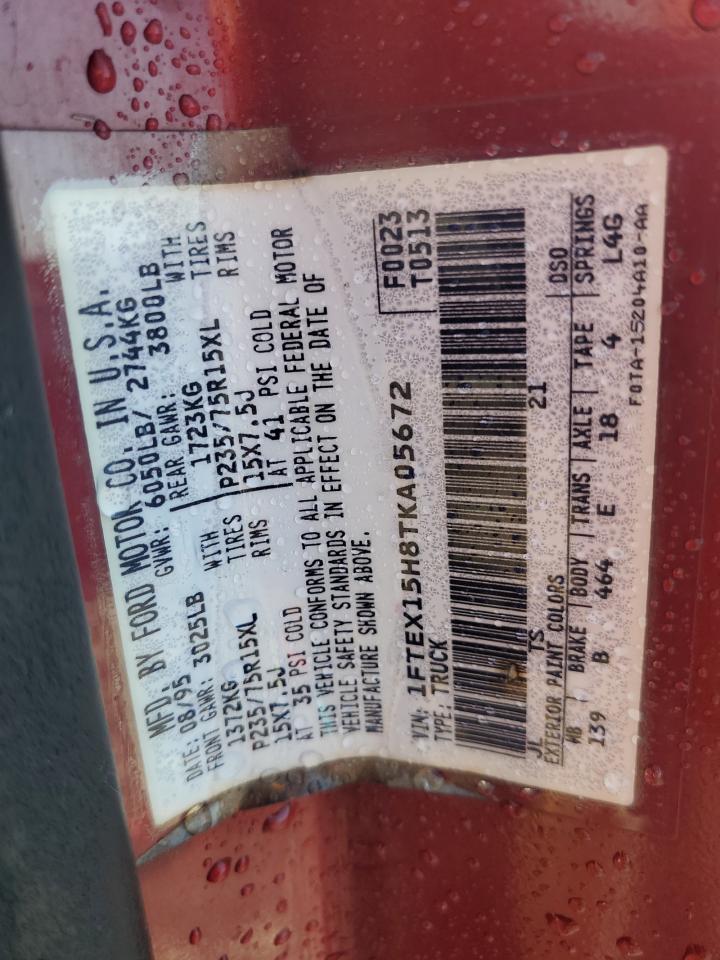 MFD. BY FORD MOTOR CO. IN U.S.A.
DATE: 08/95 GVWR: 6050LB/ 2744KG
FRONT GAWR: 3025LB REAR GAWR: 3800LB
1372KG WITH 1723KG WITH
P235/75R15XL TIRES P235/75R15XL TIRES
15X7.5J RIMS 15X7.5J RIMS
AT 35 PSI COLD AT 41 PSI COLD
THIS VEHICLE CONFORMS TO ALL APPLICABLE FEDERAL MOTOR
VEHICLE SAFETY STANDARDS IN EFFECT ON THE DATE OF
MANUFACTURE SHOWN ABOVE.
VIN: 1FTEX15H8TKA05672 F0023
TYPE: TRUCK T0513
JL TS 21
EXTERIOR PAINT COLORS DSO
WB BRAKE BODY TRANS AXLE TAPE SPRINGS
139 B 464 E 18 4 L4G
F0TA-15204A10-AA